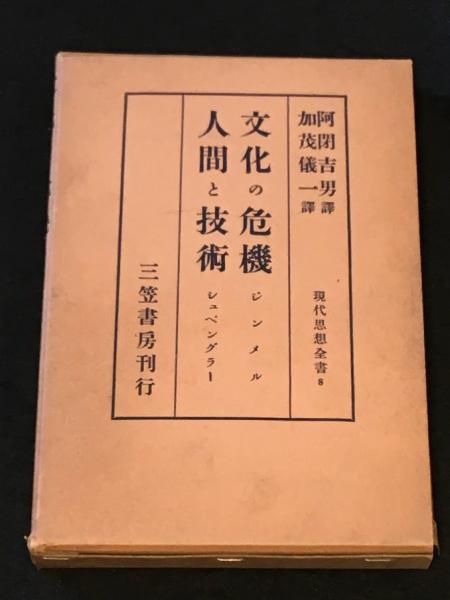 阿閉吉男譯
加茂儀一譯
現代思想全書8
文化の危機 ジンメル
人間と技術 シュペングラー
三笠書房刊行